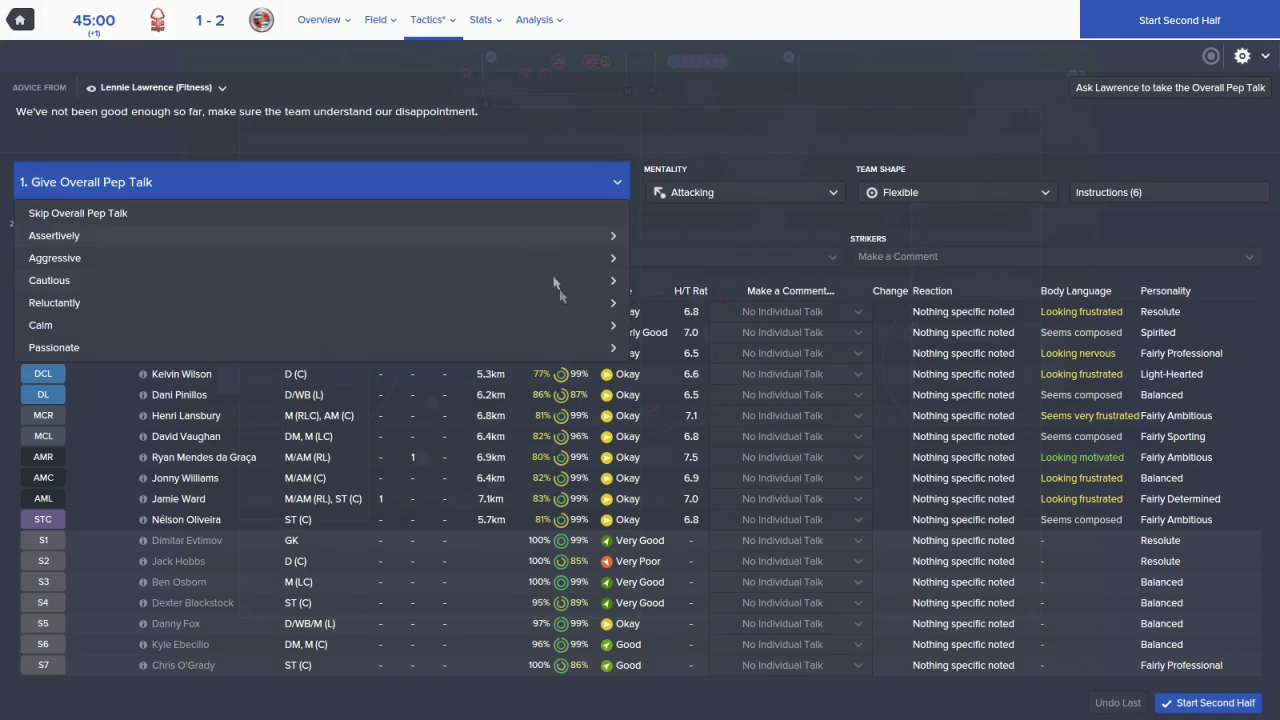 45:00
(+1)
1 - 2
Overview
Field
Tactics*
Stats
Analysis
Start Second Half
ADVICE FROM
Lennie Lawrence (Fitness)
Ask Lawrence to take the Overall Pep Talk
We've not been good enough so far, make sure the team understand our disappointment.
1. Give Overall Pep Talk
MENTALITY
Attacking
TEAM SHAPE
Flexible
Instructions (6)
Skip Overall Pep Talk
Assertively
Aggressive
Cautious
Reluctantly
Calm
Passionate
STRIKERS
Make a Comment
H/T Rat Make a Comment... Change Reaction Body Language Personality
6.8 No Individual Talk Nothing specific noted Looking frustrated Resolute
7.0 No Individual Talk Nothing specific noted Seems composed Spirited
6.5 No Individual Talk Nothing specific noted Looking nervous Fairly Professional
DCL Kelvin Wilson D (C) - - - 5.3km 77% 99% Okay 6.6 No Individual Talk Nothing specific noted Looking frustrated Light-Hearted
DL Dani Pinillos D/WB (L) - - - 6.2km 86% 87% Okay 6.5 No Individual Talk Nothing specific noted Seems composed Balanced
MCR Henri Lansbury M (RLC), AM (C) - - - 6.8km 81% 99% Okay 7.1 No Individual Talk Nothing specific noted Seems very frustrated Fairly Ambitious
MCL David Vaughan DM, M (LC) - - - 6.4km 82% 96% Okay 6.8 No Individual Talk Nothing specific noted Seems composed Fairly Sporting
AMR Ryan Mendes da Graça M/AM (RL) - 1 - 6.9km 80% 99% Okay 7.5 No Individual Talk Nothing specific noted Looking motivated Fairly Ambitious
AMC Jonny Williams M/AM (C) - - - 6.4km 82% 99% Okay 6.9 No Individual Talk Nothing specific noted Looking frustrated Balanced
AML Jamie Ward M/AM (RL), ST (C) 1 - - 7.1km 83% 99% Okay 7.0 No Individual Talk Nothing specific noted Looking frustrated Fairly Determined
STC Nélson Oliveira ST (C) - - - 5.7km 81% 99% Okay 6.8 No Individual Talk Nothing specific noted Seems composed Fairly Ambitious
S1 Dimitar Evtimov GK 100% 99% Very Good - No Individual Talk Nothing specific noted - Resolute
S2 Jack Hobbs D (C) 100% 85% Very Poor - No Individual Talk Nothing specific noted - Resolute
S3 Ben Osborn M (LC) 100% 99% Very Good - No Individual Talk Nothing specific noted - Balanced
S4 Dexter Blackstock ST (C) 95% 89% Very Good - No Individual Talk Nothing specific noted - Balanced
S5 Danny Fox D/WB/M (L) 97% 99% Okay - No Individual Talk Nothing specific noted - Balanced
S6 Kyle Ebecilio DM, M (C) 96% 99% Good - No Individual Talk Nothing specific noted - Balanced
S7 Chris O'Grady ST (C) 100% 86% Good - No Individual Talk Nothing specific noted - Fairly Professional
Undo Last
Start Second Half